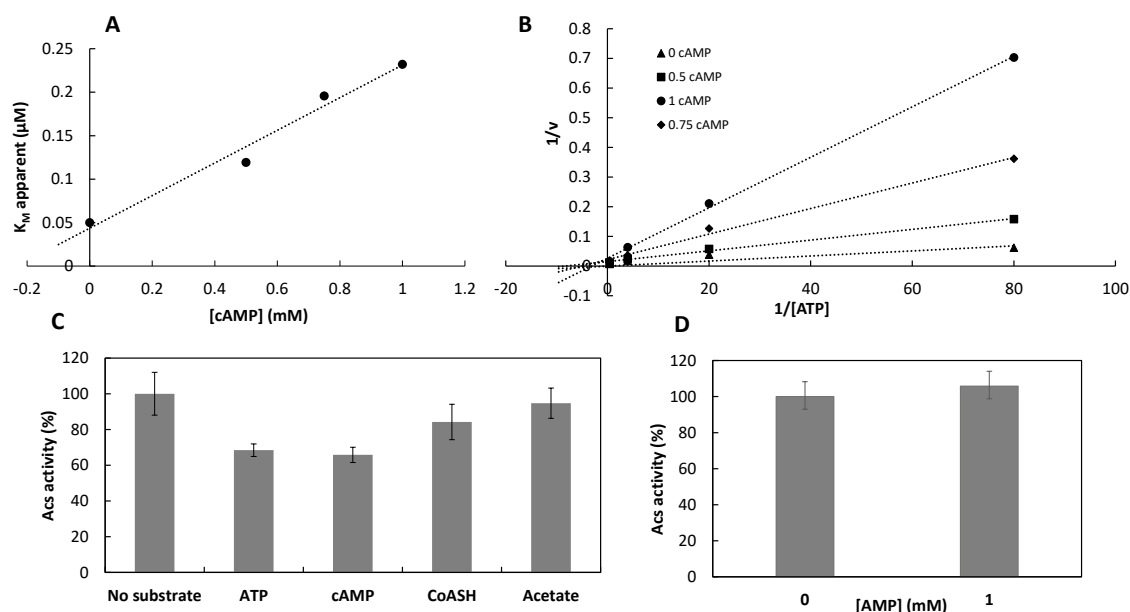 A
K_M apparent (µM)
0.25
0.2
0.15
0.1
0.05
0
-0.2 0 0.2 0.4 0.6 0.8 1 1.2
[cAMP] (mM)
B
1/v
0.8
0.7
0.6
0.5
0.4
0.3
0.2
0.1
0
-0.1
-20 0 20 40 60 80 100
1/[ATP]
0 cAMP
0.5 cAMP
1 cAMP
0.75 cAMP
C
Acs activity (%)
120
100
80
60
40
20
0
No substrate ATP cAMP CoASH Acetate
D
Acs activity (%)
120
100
80
60
40
20
0
0 1
[AMP] (mM)